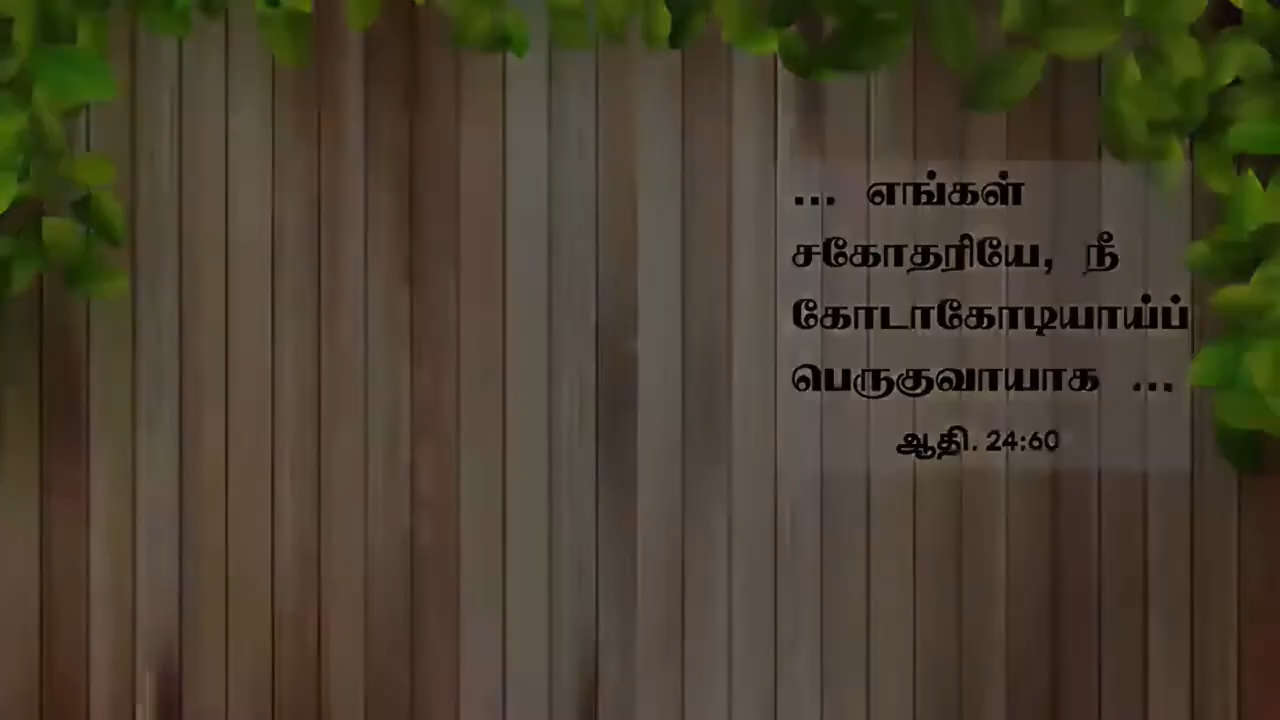 ... எங்கள்
சகோதரியே, நீ
கோடாகோடியாய்ப்
பெருகுவாயாக ...
ஆதி. 24:60